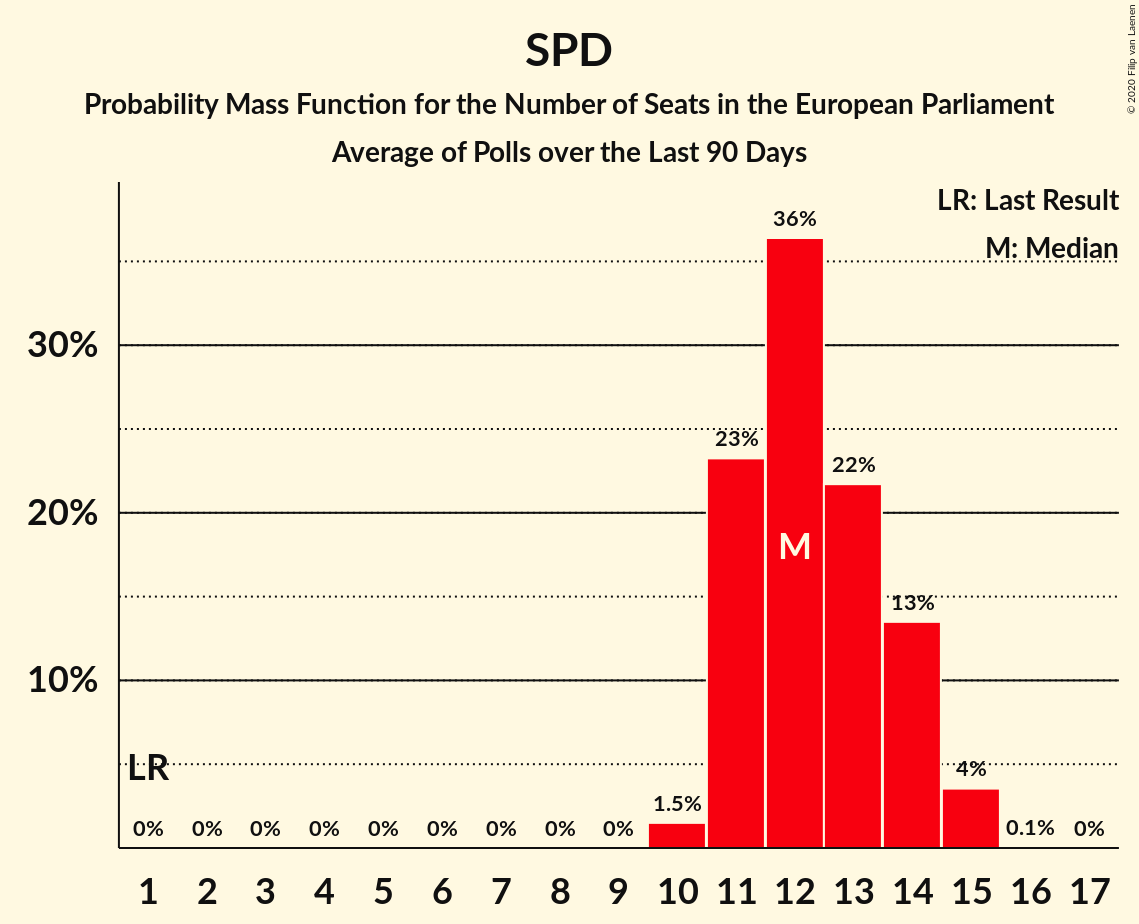 SPD
Probability Mass Function for the Number of Seats in the European Parliament
Average of Polls over the Last 90 Days
© 2020 Filip van Laenen
LR: Last Result
M: Median
36%
30%
23%
22%
20%
M
13%
10%
LR
4%
1.5%
0% 0% 0% 0% 0% 0% 0% 0% 0% 0.1% 0%
1 2 3 4 5 6 7 8 9 10 11 12 13 14 15 16 17